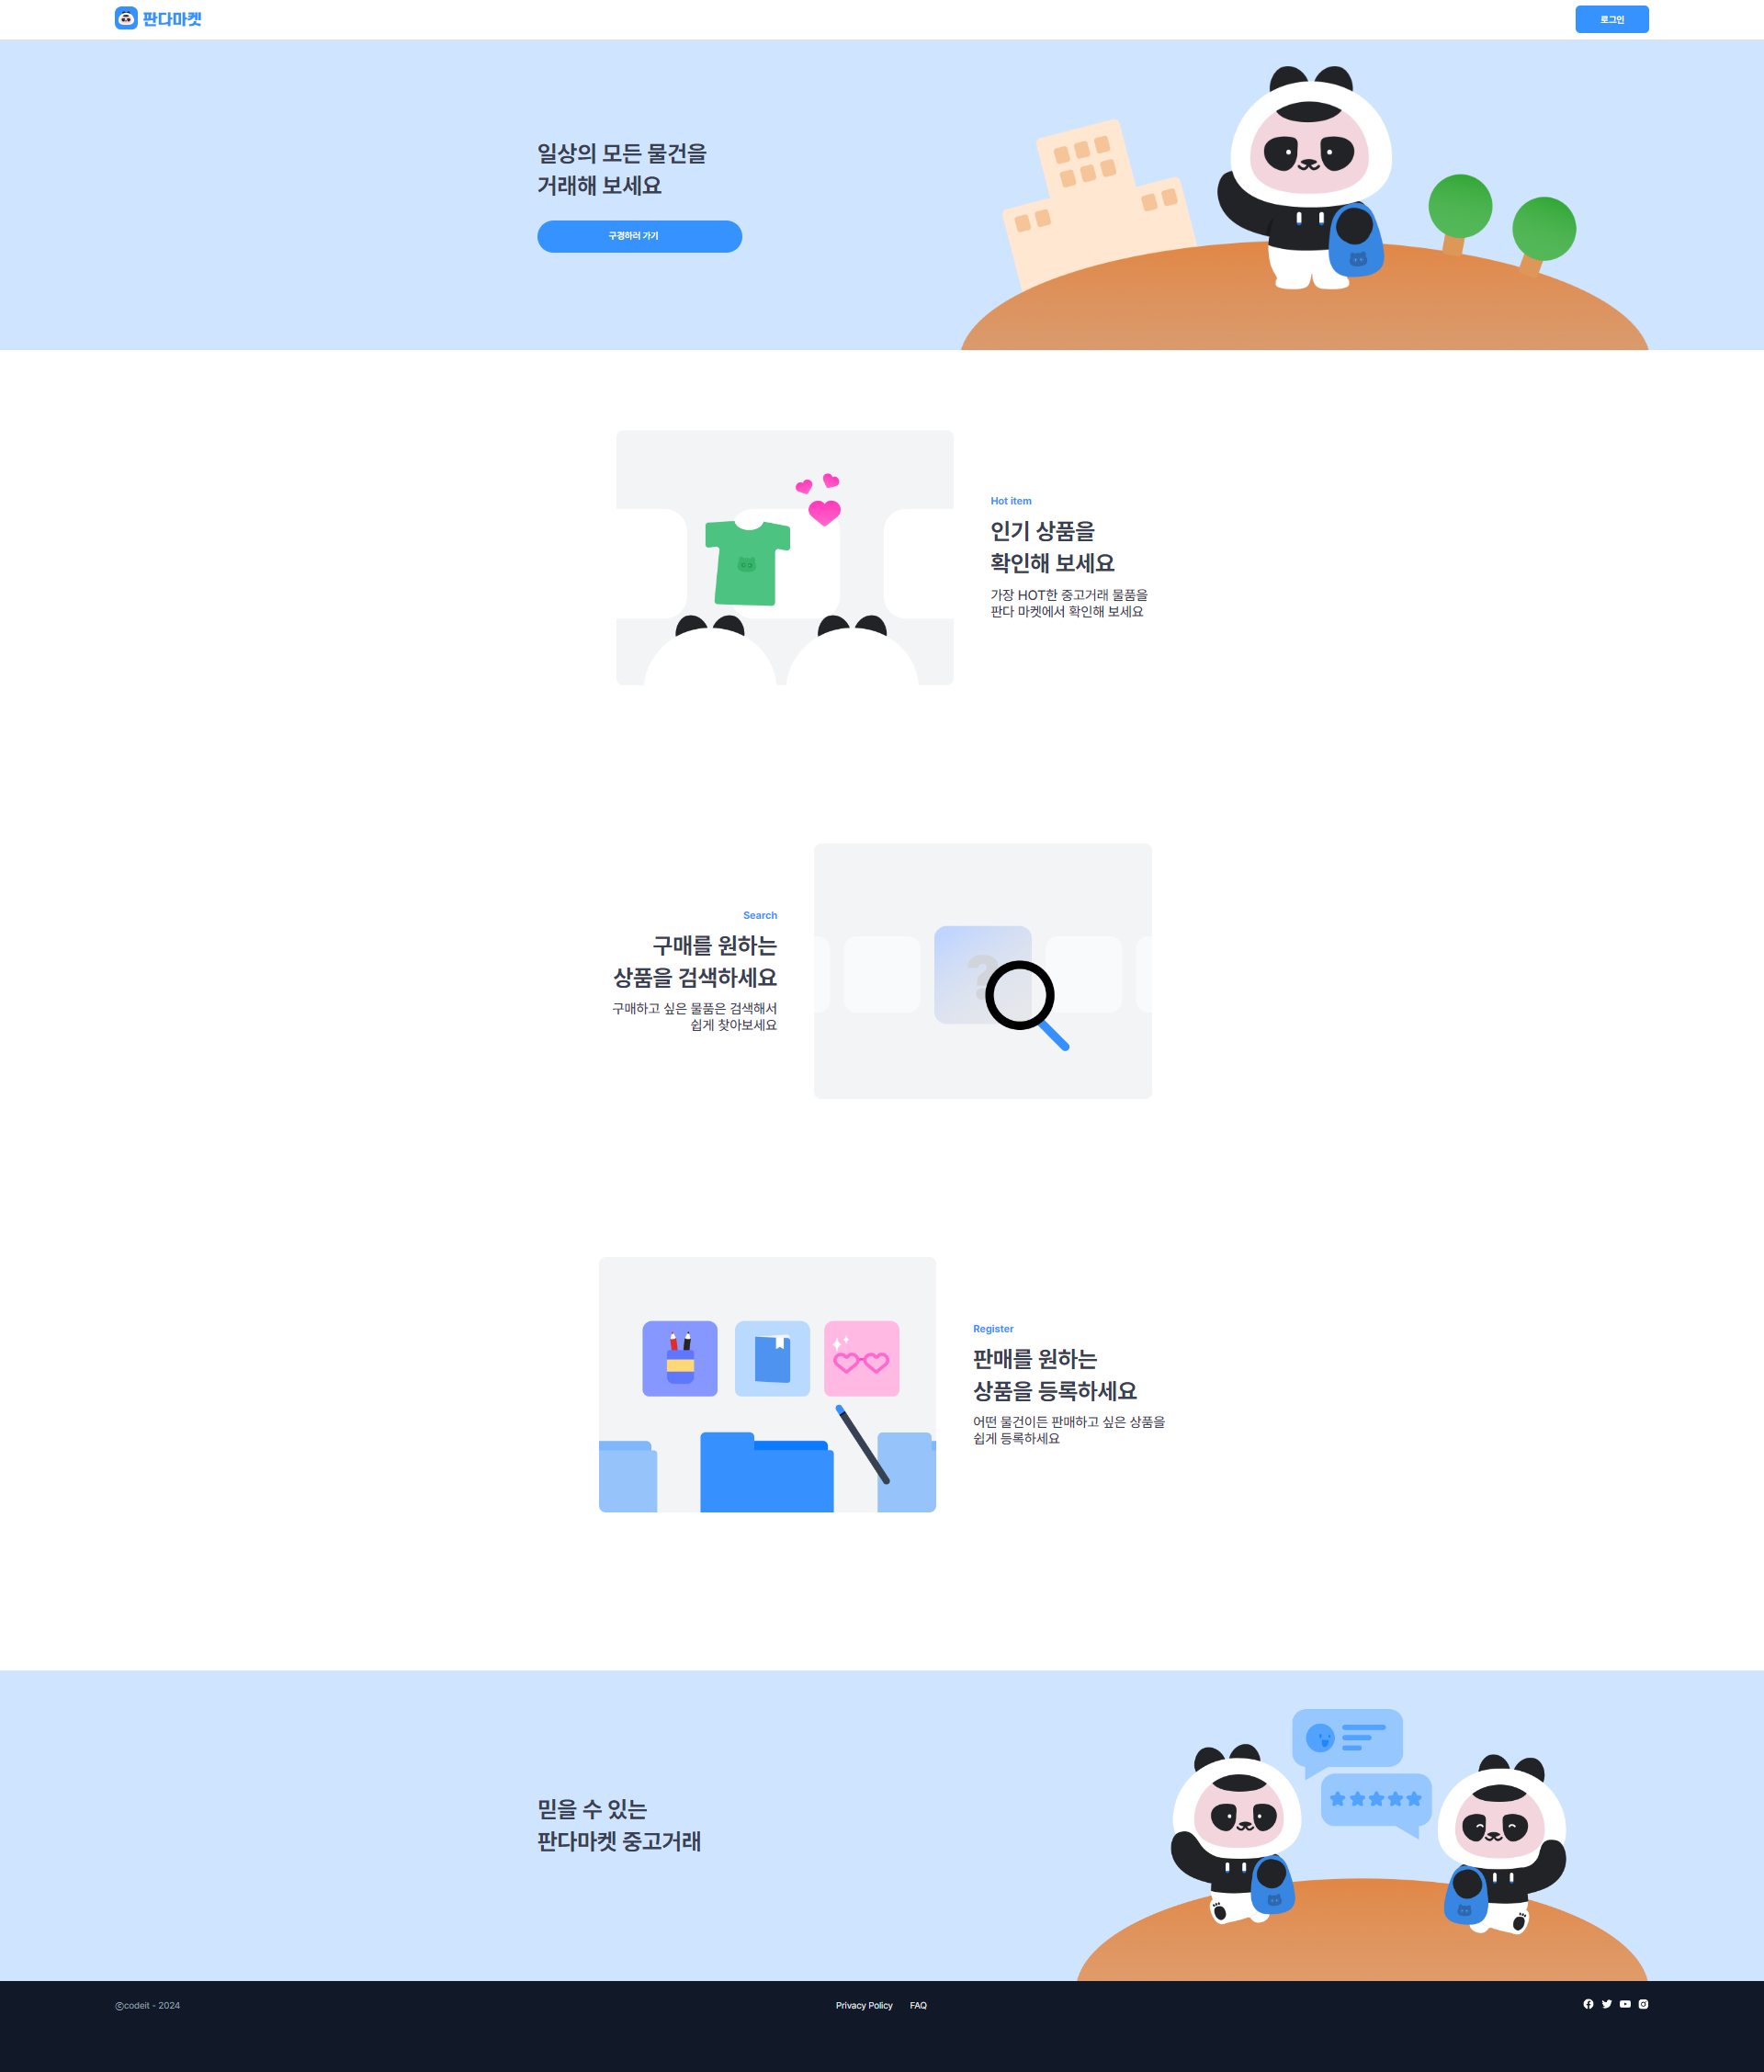 판다마켓
로그인
일상의 모든 물건을
거래해 보세요
구경하러 가기
Hot item
인기 상품을
확인해 보세요
가장 HOT한 중고거래 물품을
판다 마켓에서 확인해 보세요
Search
구매를 원하는
상품을 검색하세요
구매하고 싶은 물품은 검색해서
쉽게 찾아보세요
?
Register
판매를 원하는
상품을 등록하세요
어떤 물건이든 판매하고 싶은 상품을
쉽게 등록하세요
믿을 수 있는
판다마켓 중고거래
ⓒcodeit - 2024
Privacy Policy
FAQ